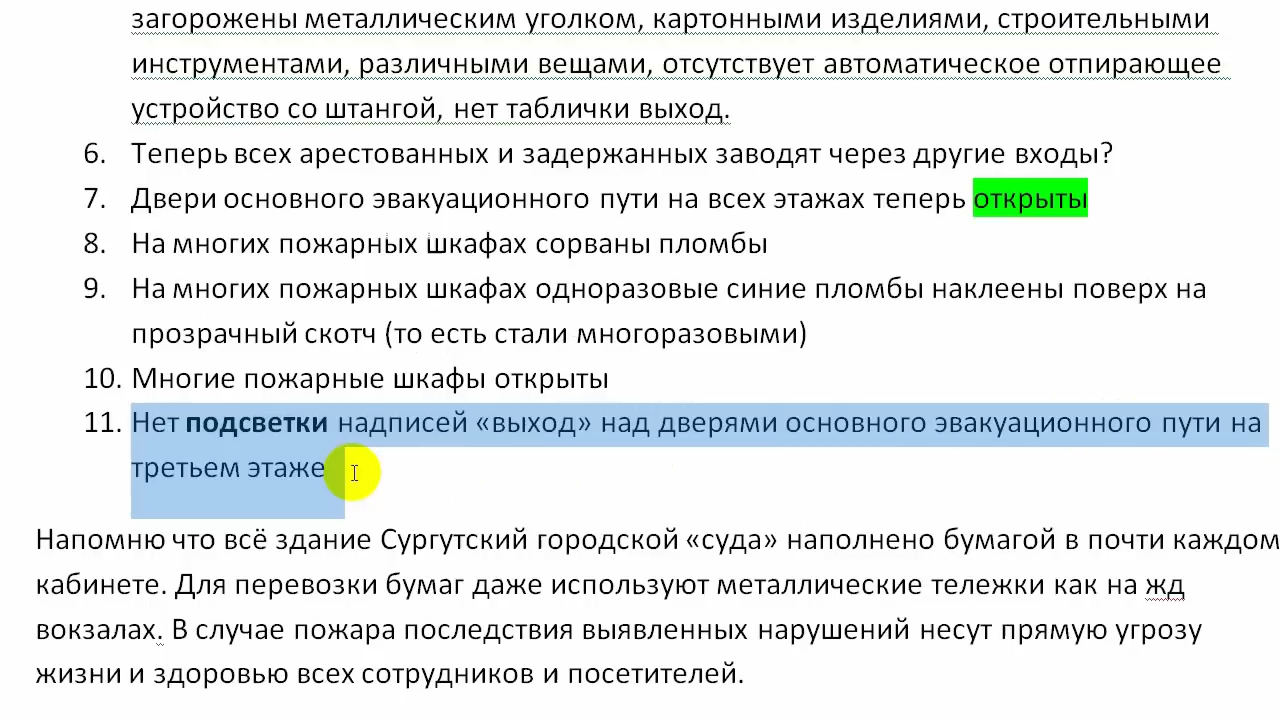 загорожены металлическим уголком, картонными изделиями, строительными
инструментами, различными вещами, отсутствует автоматическое отпирающее
устройство со штангой, нет таблички выход.
6. Теперь всех арестованных и задержанных заводят через другие входы?
7. Двери основного эвакуационного пути на всех этажах теперь открыты
8. На многих пожарных шкафах сорваны пломбы
9. На многих пожарных шкафах одноразовые синие пломбы наклеены поверх на
прозрачный скотч (то есть стали многоразовыми)
10. Многие пожарные шкафы открыты
11. Нет подсветки надписей «выход» над дверями основного эвакуационного пути на
третьем этаже
Напомню что всё здание Сургутский городской «суда» наполнено бумагой в почти каждом
кабинете. Для перевозки бумаг даже используют металлические тележки как на жд
вокзалах. В случае пожара последствия выявленных нарушений несут прямую угрозу
жизни и здоровью всех сотрудников и посетителей.